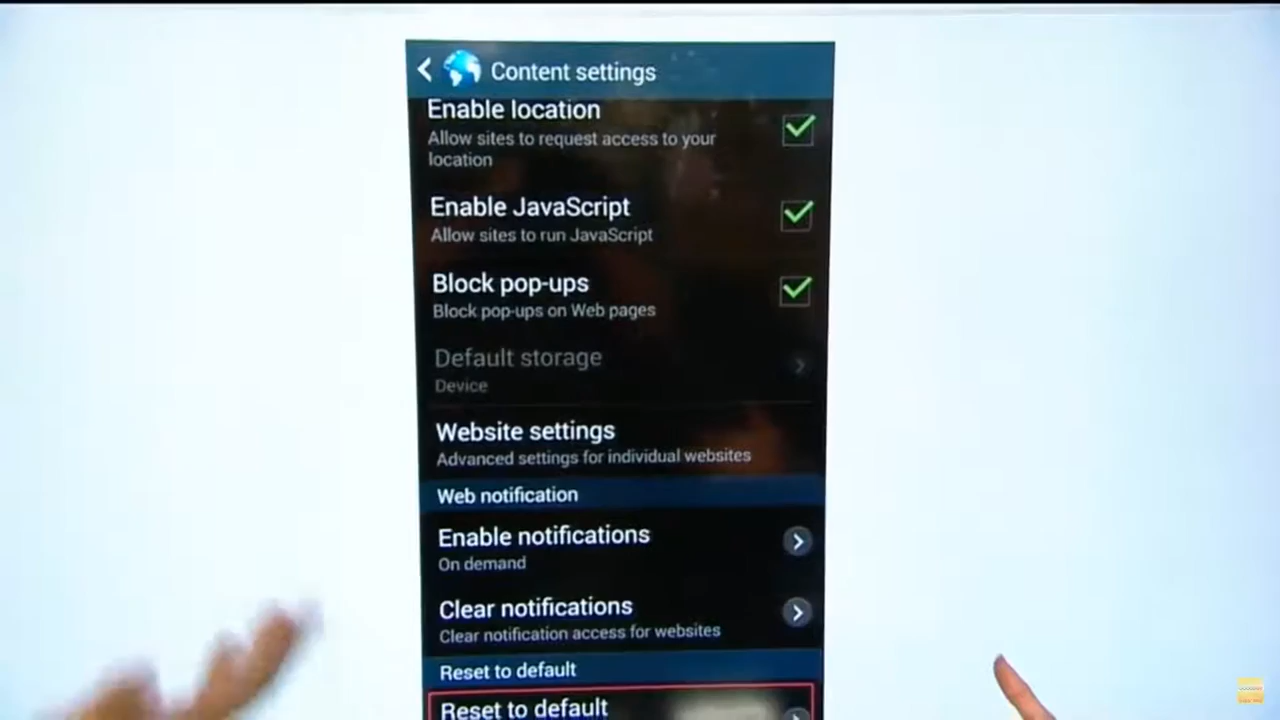 Content settings
Enable location
Allow sites to request access to your
location
Enable JavaScript
Allow sites to run JavaScript
Block pop-ups
Block pop-ups on Web pages
Default storage
Device
Website settings
Advanced settings for individual websites
Web notification
Enable notifications
On demand
Clear notifications
Clear notification access for websites
Reset to default
Reset to default